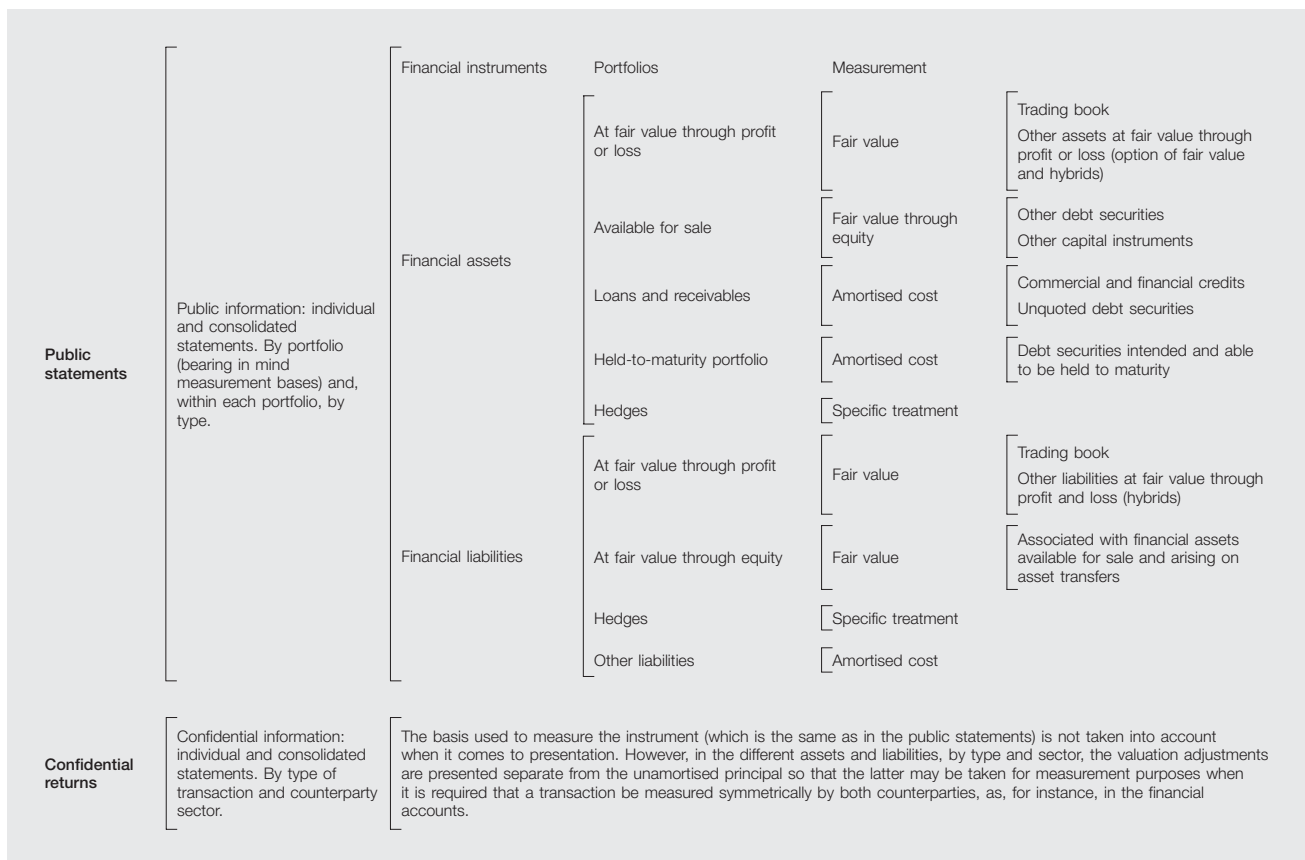 Financial instruments
Portfolios
Measurement
Public
statements
Public information: individual
and consolidated
statements. By portfolio
(bearing in mind
measurement bases) and,
within each portfolio, by
type.
Financial assets
At fair value through profit
or loss
Fair value
Trading book
Other assets at fair value through
profit or loss (option of fair value
and hybrids)
Available for sale
Fair value through
equity
Other debt securities
Other capital instruments
Loans and receivables
Amortised cost
Commercial and financial credits
Unquoted debt securities
Held-to-maturity portfolio
Amortised cost
Debt securities intended and able
to be held to maturity
Hedges
Specific treatment
Financial liabilities
At fair value through profit
or loss
Fair value
Trading book
Other liabilities at fair value through
profit and loss (hybrids)
At fair value through equity
Fair value
Associated with financial assets
available for sale and arising on
asset transfers
Hedges
Specific treatment
Other liabilities
Amortised cost
Confidential
returns
Confidential information:
individual and consolidated
statements. By type of
transaction and counterparty
sector.
The basis used to measure the instrument (which is the same as in the public statements) is not taken into account
when it comes to presentation. However, in the different assets and liabilities, by type and sector, the valuation adjustments
are presented separate from the unamortised principal so that the latter may be taken for measurement purposes when
it is required that a transaction be measured symmetrically by both counterparties, as, for instance, in the financial
accounts.